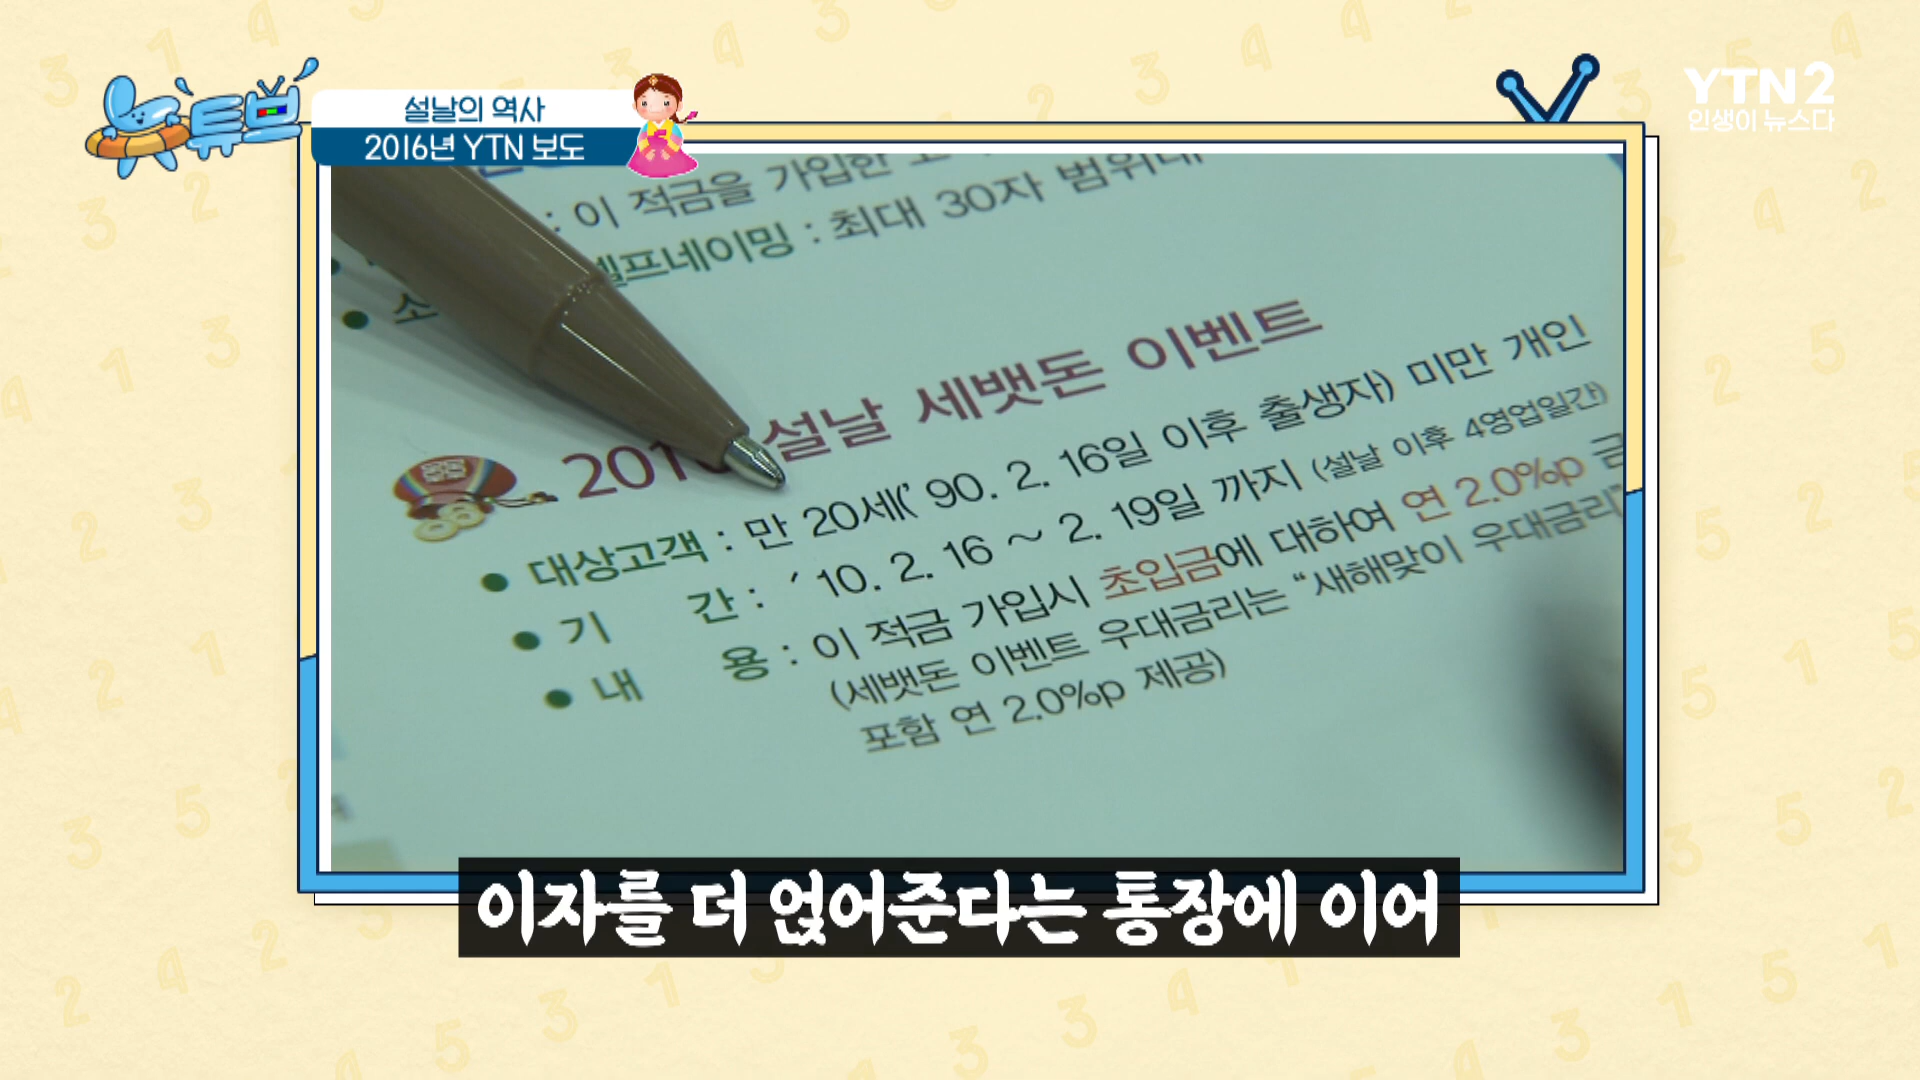 뉴튜브
설날의 역사
2016년 YTN 보도
YTN2
인생이 뉴스다
: 이 적금을 가입한
셀프네이밍 : 최대 30자 범위내
소
설날 세뱃돈 이벤트
대상고객 : 만 20세(' 90. 2. 16일 이후 출생자) 미만 개인
기 간 : ´10. 2. 16 ~ 2. 19일 까지 (설날 이후 4영업일간)
내 용 : 이 적금 가입시 초입금에 대하여 연 2.0%p 금
(세뱃돈 이벤트 우대금리는 “새해맞이 우대금리”
포함 연 2.0%p 제공)
이자를 더 얹어준다는 통장에 이어